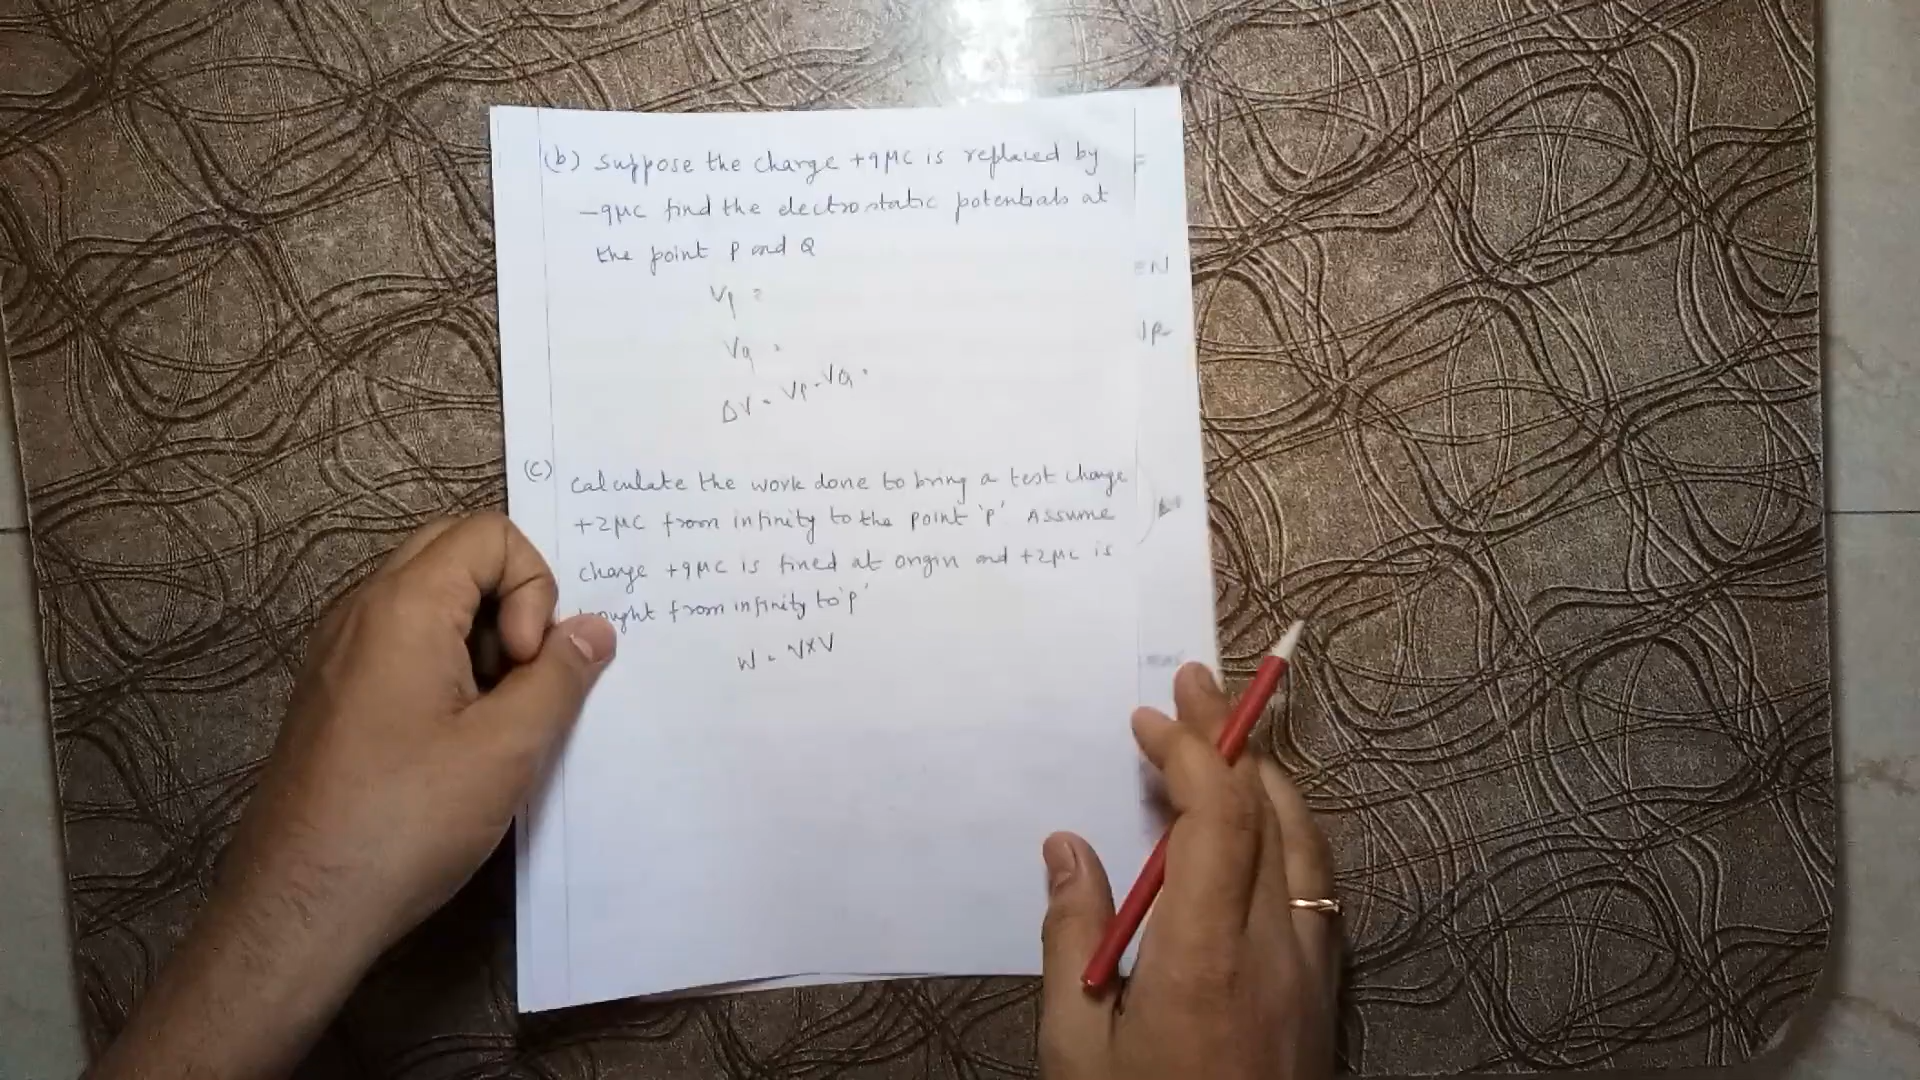 (b) suppose the charge +9μC is replaced by
-9μC find the electrostatic potentials at
the point P and Q
Vp =
VQ =
ΔV = VP - VQ =
(c) calculate the work done to bring a test charge
+2μC from infinity to the point 'p' Assume
charge +9μC is fined at origin and +2μC is
from infinity to 'p'
W = V×V